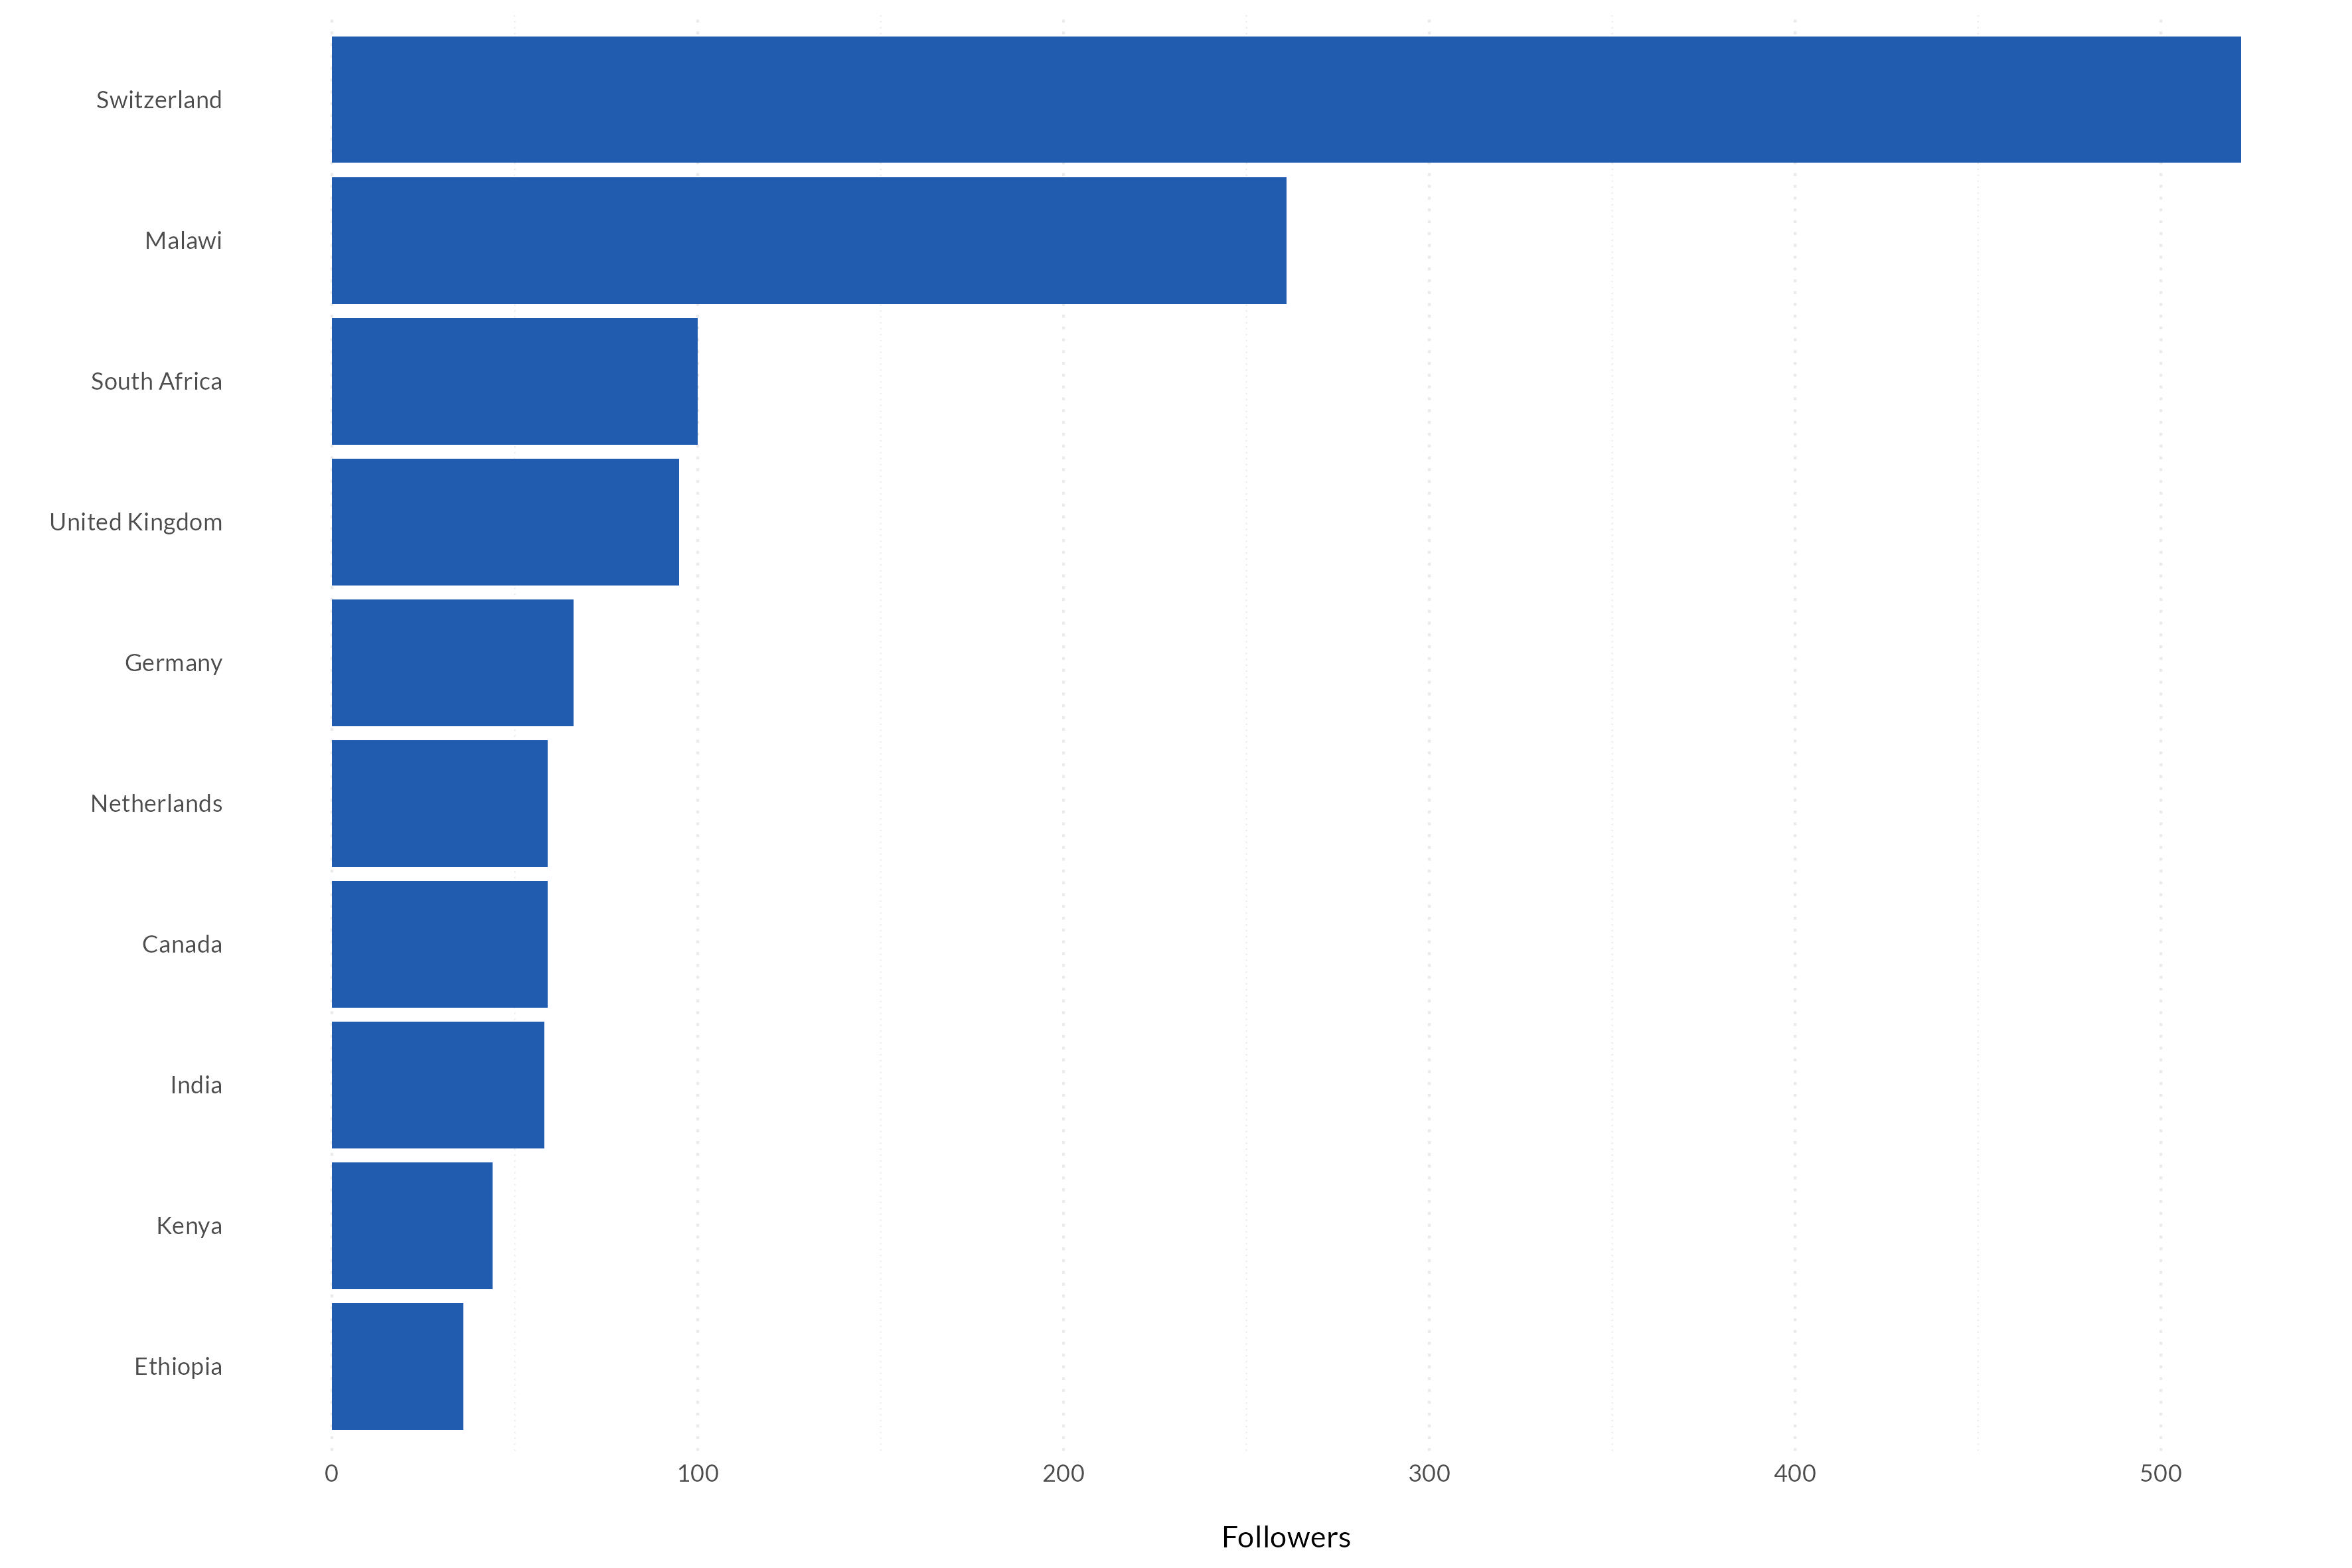 Switzerland
Malawi
South Africa
United Kingdom
Germany
Netherlands
Canada
India
Kenya
Ethiopia
0 100 200 300 400 500
Followers